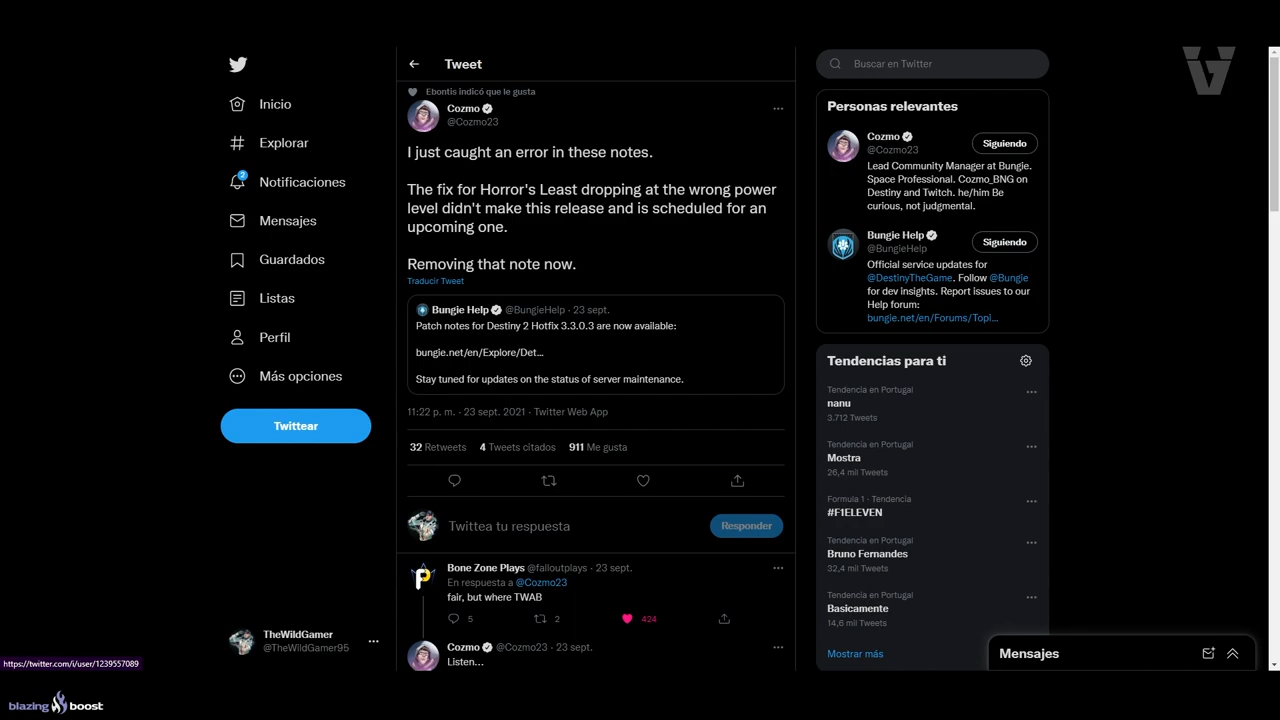 Tweet
Buscar en Twitter
Ebontis indicó que le gusta
Cozmo
@Cozmo23
I just caught an error in these notes.
The fix for Horror's Least dropping at the wrong power
level didn't make this release and is scheduled for an
upcoming one.
Removing that note now.
Traducir Tweet
Bungie Help @BungieHelp · 23 sept.
Patch notes for Destiny 2 Hotfix 3.3.0.3 are now available:
bungie.net/en/Explore/Det...
Stay tuned for updates on the status of server maintenance.
11:22 p. m. · 23 sept. 2021 · Twitter Web App
32 Retweets 4 Tweets citados 911 Me gusta
Twittea tu respuesta
Responder
Bone Zone Plays @falloutplays · 23 sept.
En respuesta a @Cozmo23
fair, but where TWAB
5 2 424
Cozmo @Cozmo23 · 23 sept.
Listen...
Inicio
Explorar
2
Notificaciones
Mensajes
Guardados
Listas
Perfil
Más opciones
Twittear
TheWildGamer
@TheWildGamer95
https://twitter.com/i/user/1239557089
blazing boost
Personas relevantes
Cozmo
@Cozmo23
Siguiendo
Lead Community Manager at Bungie.
Space Professional. Cozmo_BNG on
Destiny and Twitch. he/him Be
curious, not judgmental.
Bungie Help
@BungieHelp
Siguiendo
Official service updates for
@DestinyTheGame. Follow @Bungie
for dev insights. Report issues to our
Help forum:
bungie.net/en/Forums/Topi...
Tendencias para ti
Tendencia en Portugal
nanu
3.712 Tweets
Tendencia en Portugal
Mostra
26,4 mil Tweets
Formula 1 · Tendencia
#F1ELEVEN
Tendencia en Portugal
Bruno Fernandes
32,4 mil Tweets
Tendencia en Portugal
Basicamente
14,6 mil Tweets
Mostrar más
Mensajes